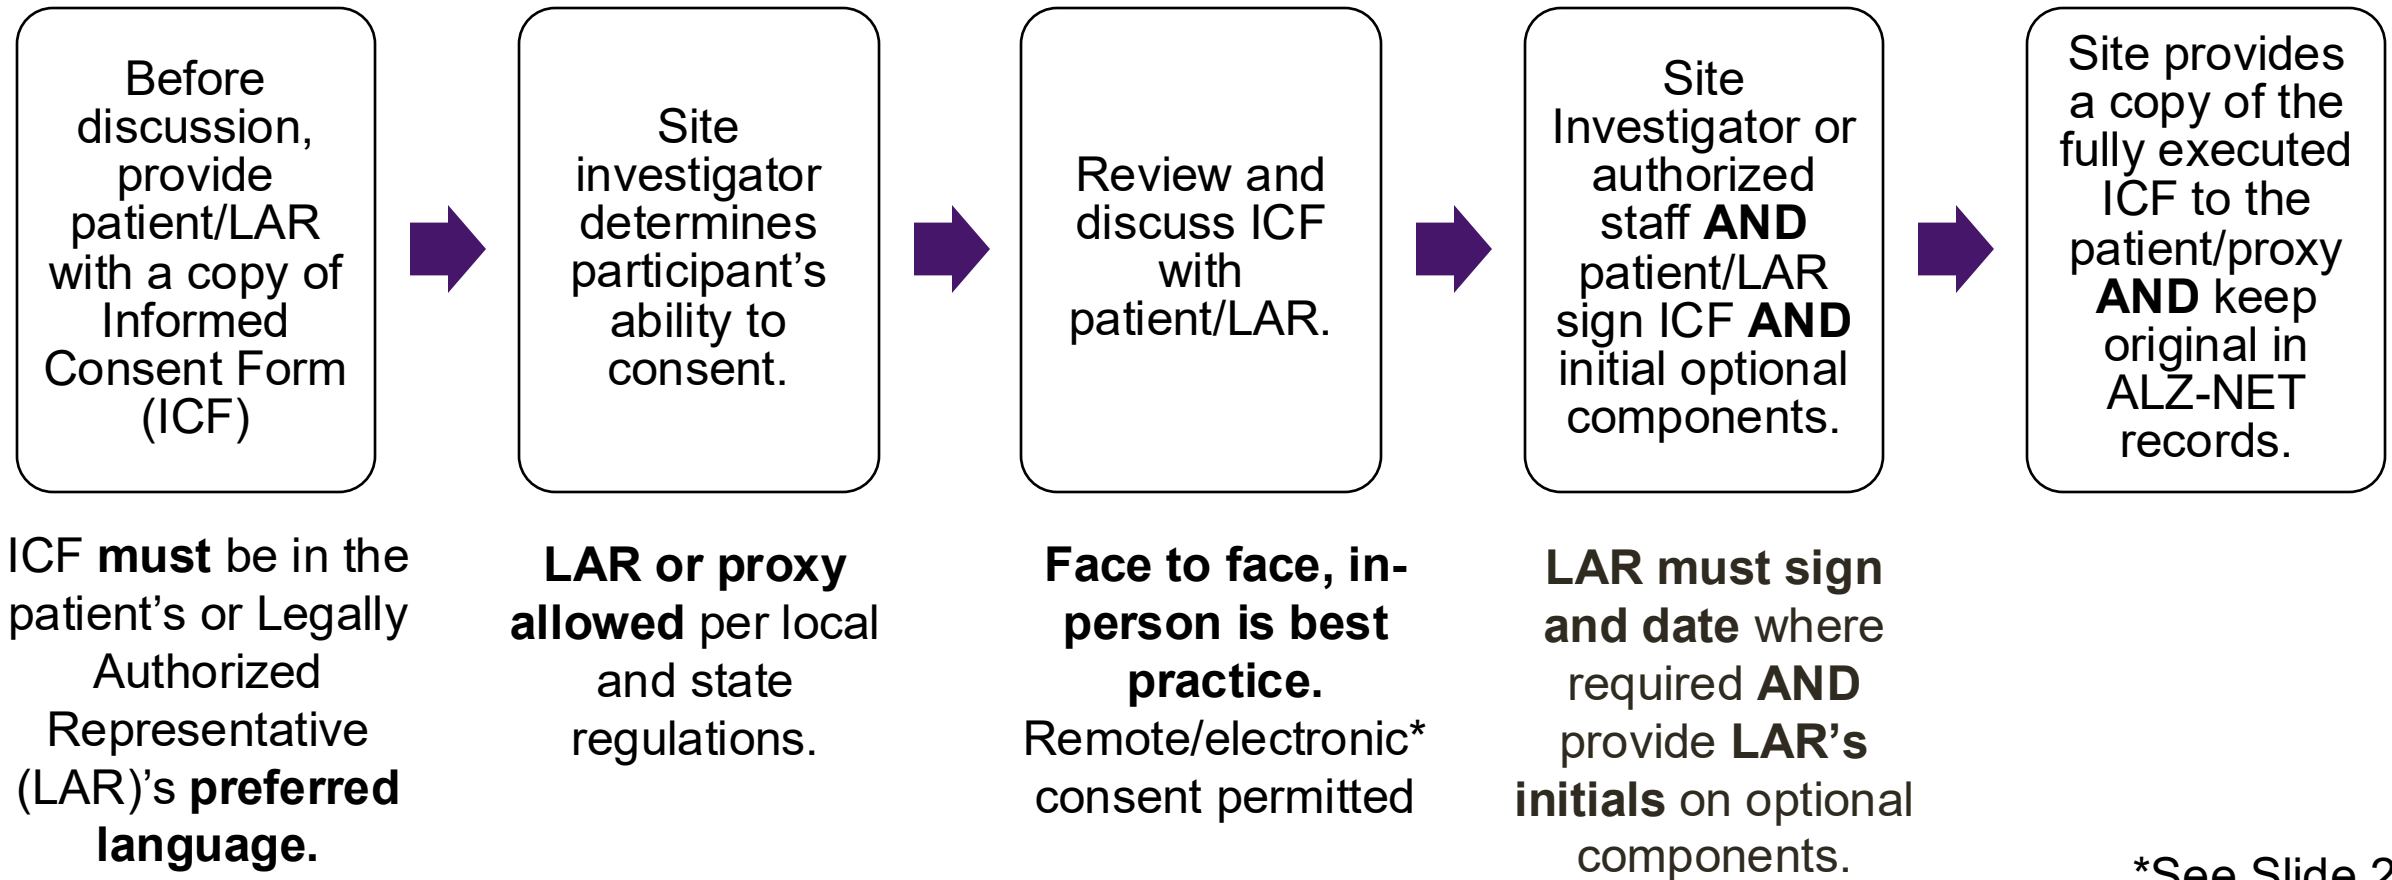 Before
discussion,
provide
patient/LAR
with a copy of
Informed
Consent Form
(ICF)
Site
investigator
determines
participant’s
ability to
consent.
Review and
discuss ICF
with
patient/LAR.
Site
Investigator or
authorized
staff AND
patient/LAR
sign ICF AND
initial optional
components.
Site provides
a copy of the
fully executed
ICF to the
patient/proxy
AND keep
original in
ALZ-NET
records.
ICF must be in the
patient’s or Legally
Authorized
Representative
(LAR)’s preferred
language.
LAR or proxy
allowed per local
and state
regulations.
Face to face, in-
person is best
practice.
Remote/electronic*
consent permitted
LAR must sign
and date where
required AND
provide LAR’s
initials on optional
components.
*See Slide 2